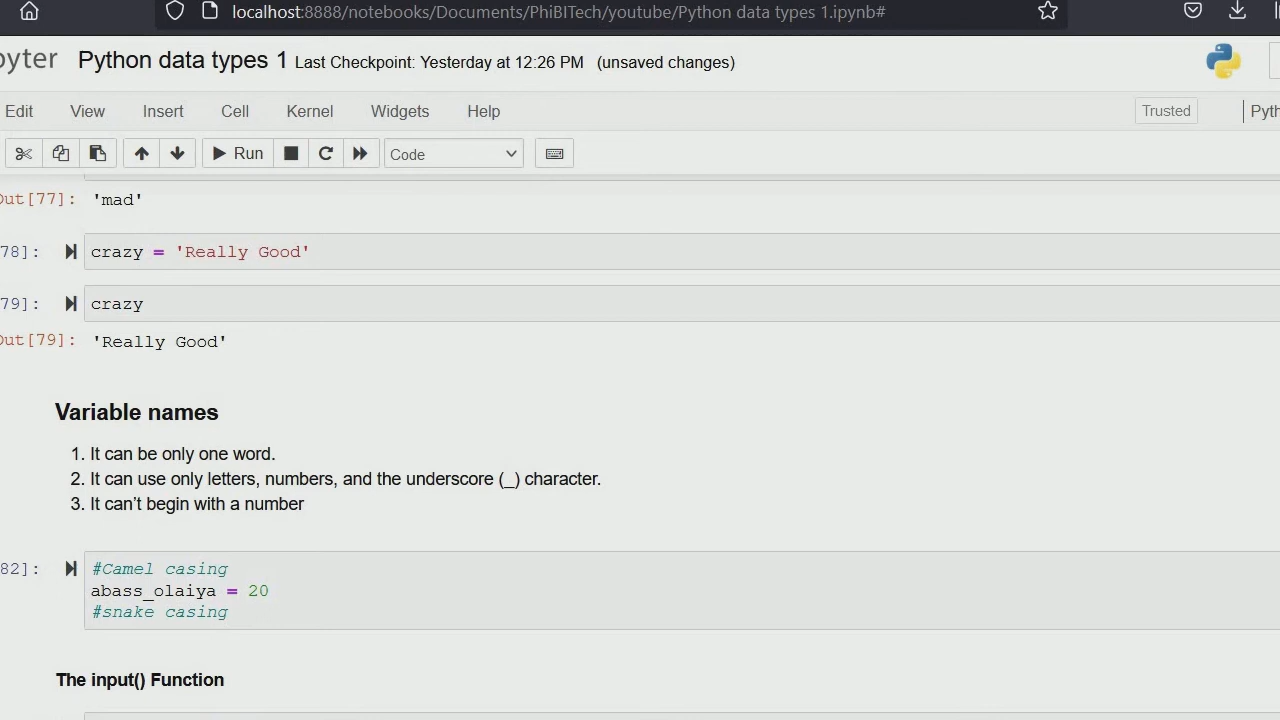 localhost:8888/notebooks/Documents/PhiBITech/youtube/Python data types 1.ipynb#
pyter Python data types 1 Last Checkpoint: Yesterday at 12:26 PM (unsaved changes)
Edit View Insert Cell Kernel Widgets Help Trusted Pyth
Run Code
Out[77]: 'mad'
78]: crazy = 'Really Good'
79]: crazy
Out[79]: 'Really Good'
Variable names
1. It can be only one word.
2. It can use only letters, numbers, and the underscore (_) character.
3. It can't begin with a number
82]: #Camel casing
abass_olaiya = 20
#snake casing
The input() Function